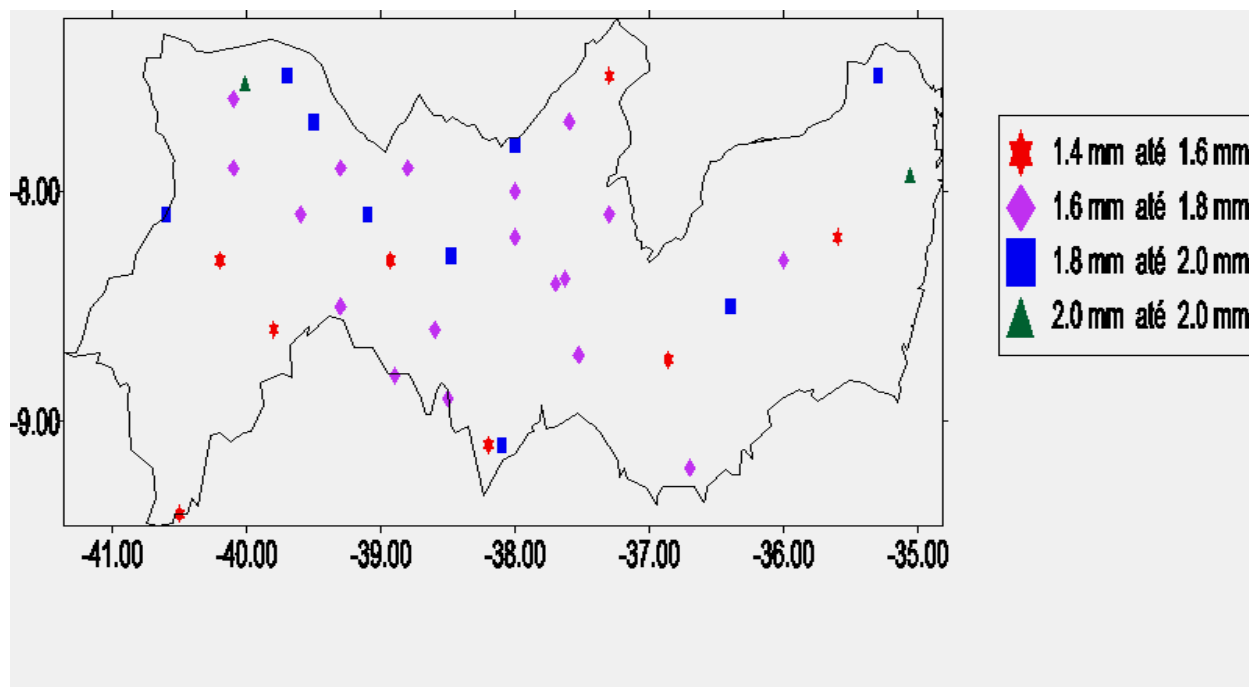 1.4 mm até 1.6 mm
1.6 mm até 1.8 mm
1.8 mm até 2.0 mm
2.0 mm até 2.0 mm
-8.00
-9.00
-41.00 -40.00 -39.00 -38.00 -37.00 -36.00 -35.00